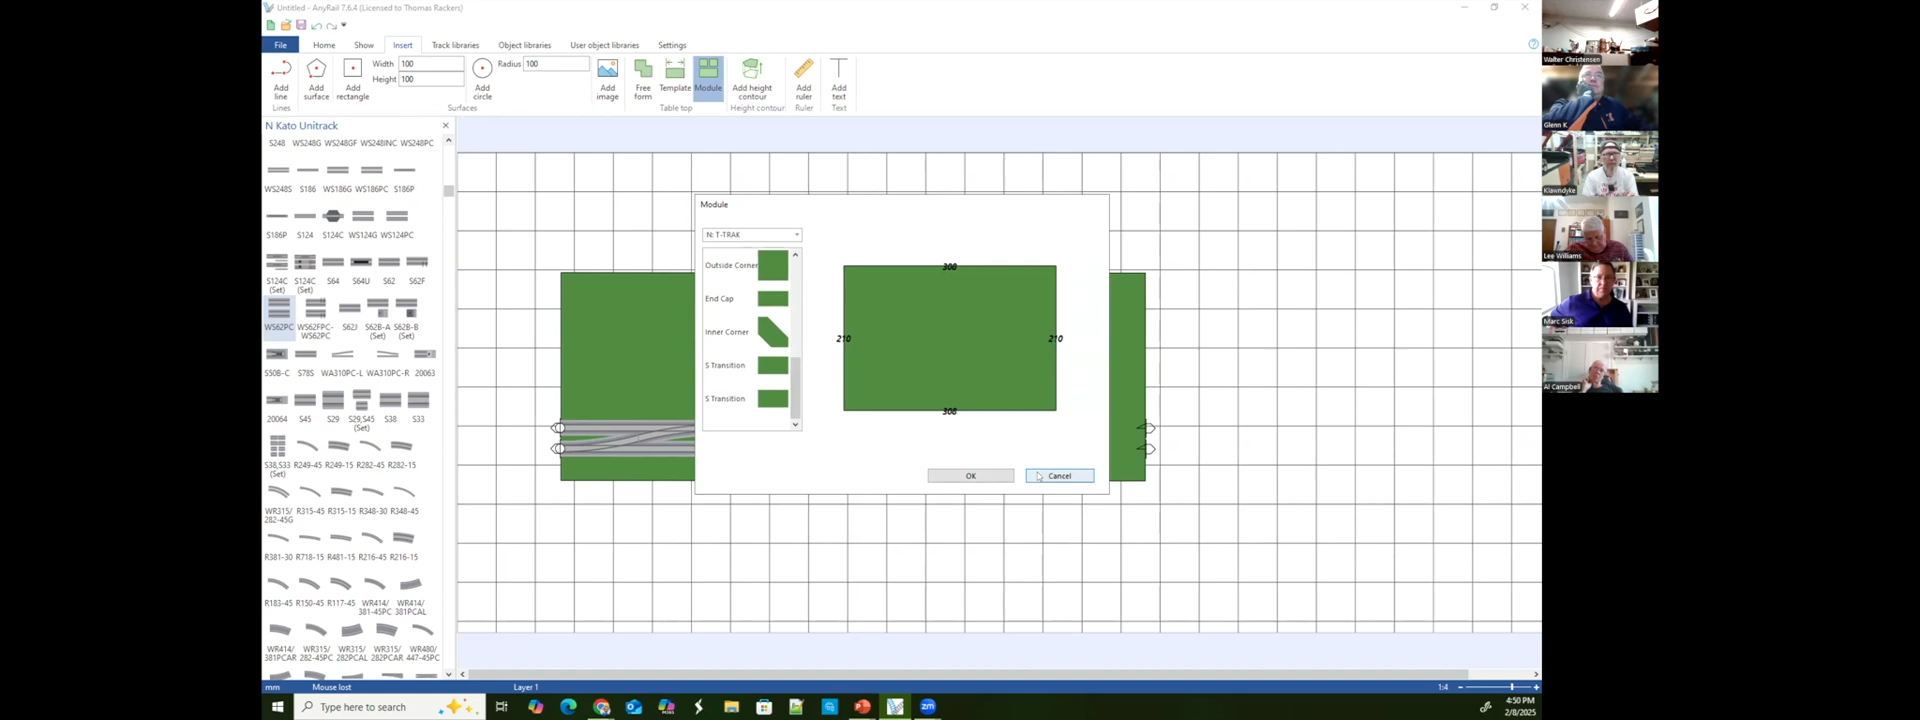 Untitled - AnyRail 7.6.4 (Licensed to Thomas Rackers)
File Home Show Insert Track libraries Object libraries User object libraries Settings
Width 100 Radius 100
Height 100
Add line Add surface Add rectangle Add circle Add image Free form Template Module Add height contour Add ruler Add text
Lines Surfaces Table top Height contour Ruler Text
N Kato Unitrack
S248 WS248G WS248GF WS248INC WS248PC
WS248S S186 WS186G WS186PC S186P
S186P S124 S124C WS124G WS124PC
S124C (Set) S124C (Set) S64 S64U S62 S62F
WS62PC WS62FPC-WS62PC S62J S62B-A (Set) S62B-B (Set)
S50B-C S78S WA310PC-L WA310PC-R 20063
20064 S45 S29 S29,S45 (Set) S38 S33
S38,S33 (Set) R249-45 R249-15 R282-45 R282-15
WR315/282-45G R315-45 R315-15 R348-30 R348-45
R381-30 R718-15 R481-15 R216-45 R216-15
R183-45 R150-45 R117-45 WR414/381-45PC WR414/381PCAL
WR414/381PCAR WR315/282-45PC WR315/282PCAL WR315/282PCAR WR480/447-45PC
Module
N: T-TRAK
Outside Corner
End Cap
Inner Corner
S Transition
S Transition
308
210 210
308
OK Cancel
mm Mouse lost Layer 1 1:4
Type here to search
4:50 PM
2/8/2025
Walter Christensen
Glenn K
Klawndyke
Lee Williams
Marc Sisk
Al Campbell